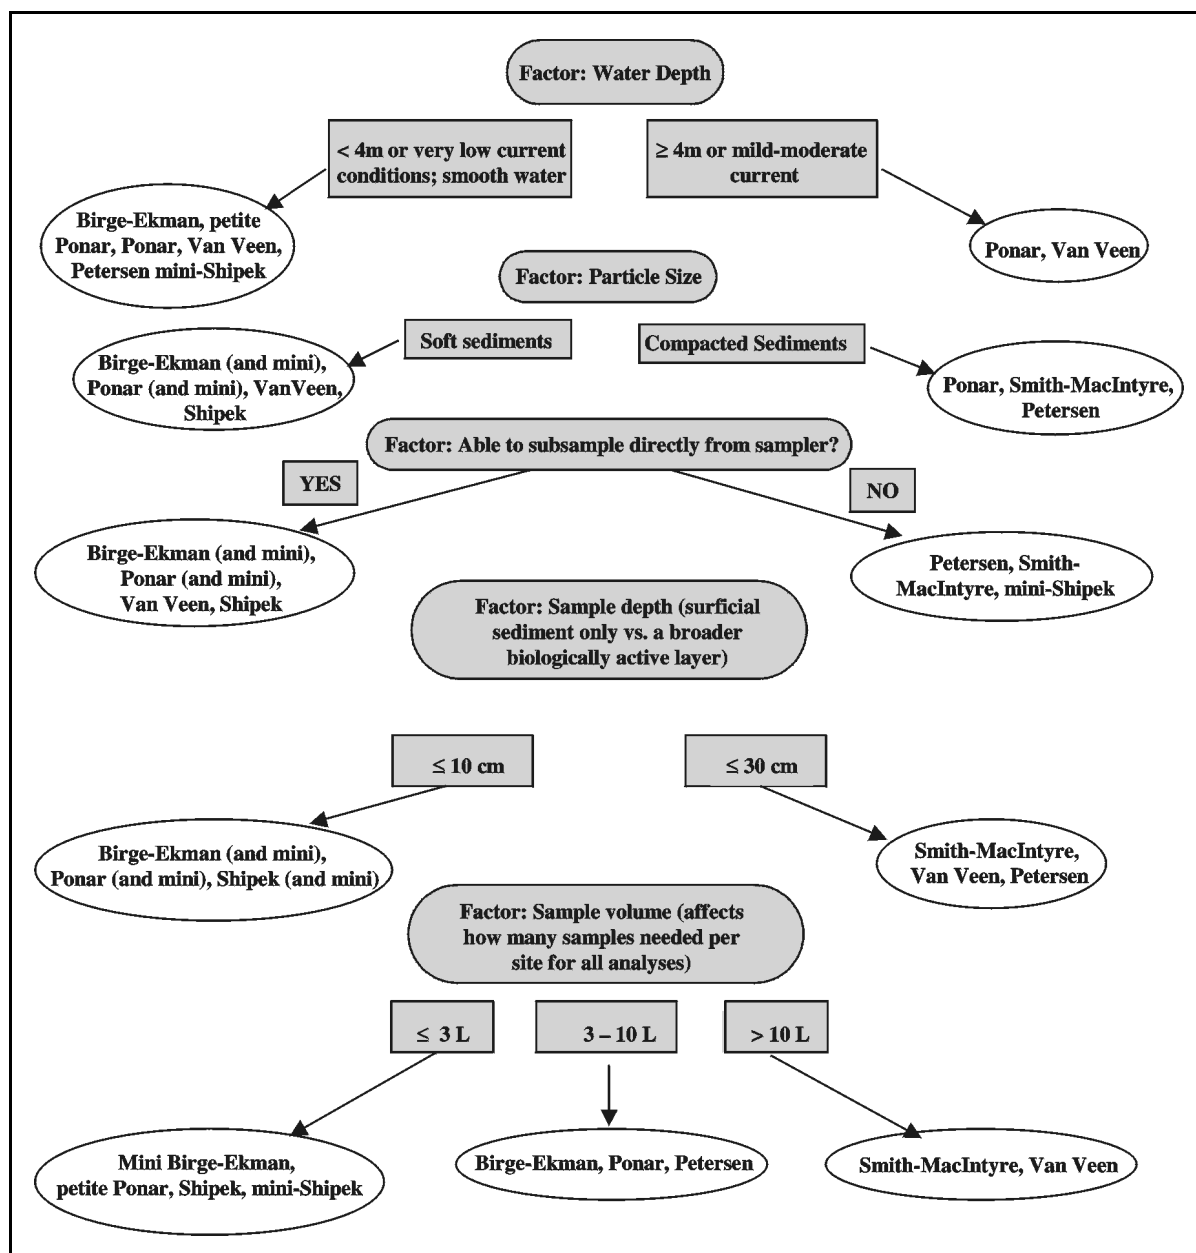 Factor: Water Depth
< 4m or very low current
conditions; smooth water
≥ 4m or mild-moderate
current
Birge-Ekman, petite
Ponar, Ponar, Van Veen,
Petersen mini-Shipek
Ponar, Van Veen
Factor: Particle Size
Soft sediments
Compacted Sediments
Birge-Ekman (and mini),
Ponar (and mini), VanVeen,
Shipek
Ponar, Smith-MacIntyre,
Petersen
Factor: Able to subsample directly from sampler?
YES
NO
Birge-Ekman (and mini),
Ponar (and mini),
Van Veen, Shipek
Petersen, Smith-
MacIntyre, mini-Shipek
Factor: Sample depth (surficial
sediment only vs. a broader
biologically active layer)
≤ 10 cm
≤ 30 cm
Birge-Ekman (and mini),
Ponar (and mini), Shipek (and mini)
Smith-MacIntyre,
Van Veen, Petersen
Factor: Sample volume (affects
how many samples needed per
site for all analyses)
≤ 3 L
3 – 10 L
> 10 L
Mini Birge-Ekman,
petite Ponar, Shipek, mini-Shipek
Birge-Ekman, Ponar, Petersen
Smith-MacIntyre, Van Veen